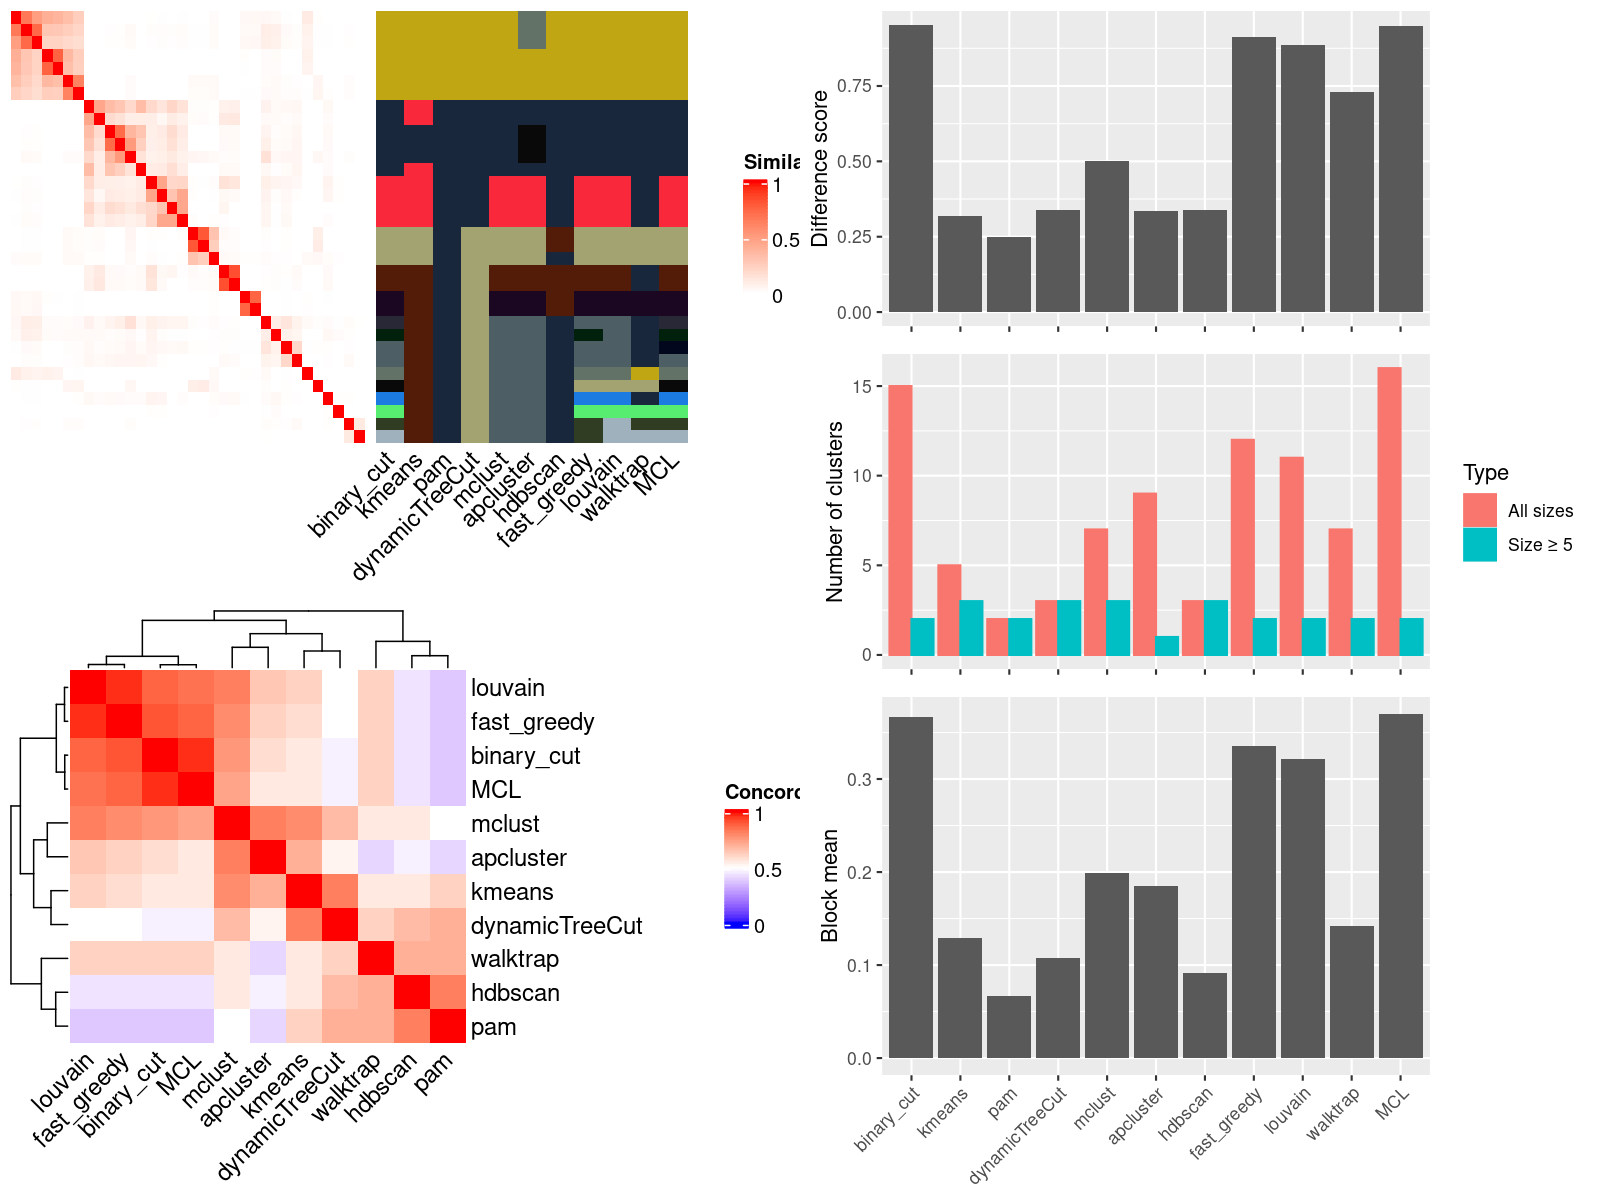 Simila
1
0.5
0
binary_cut
kmeans
pam
dynamicTreeCut
mclust
apcluster
hdbscan
fast_greedy
louvain
walktrap
MCL
Difference score
0.75
0.50
0.25
0.00
Number of clusters
15
10
5
0
Type
All sizes
Size ≥ 5
Block mean
0.3
0.2
0.1
0.0
binary_cut
kmeans
pam
dynamicTreeCut
mclust
apcluster
hdbscan
fast_greedy
louvain
walktrap
MCL
louvain
fast_greedy
binary_cut
MCL
mclust
apcluster
kmeans
dynamicTreeCut
walktrap
hdbscan
pam
louvain
fast_greedy
binary_cut
MCL
mclust
apcluster
kmeans
dynamicTreeCut
walktrap
hdbscan
pam
Concord
1
0.5
0